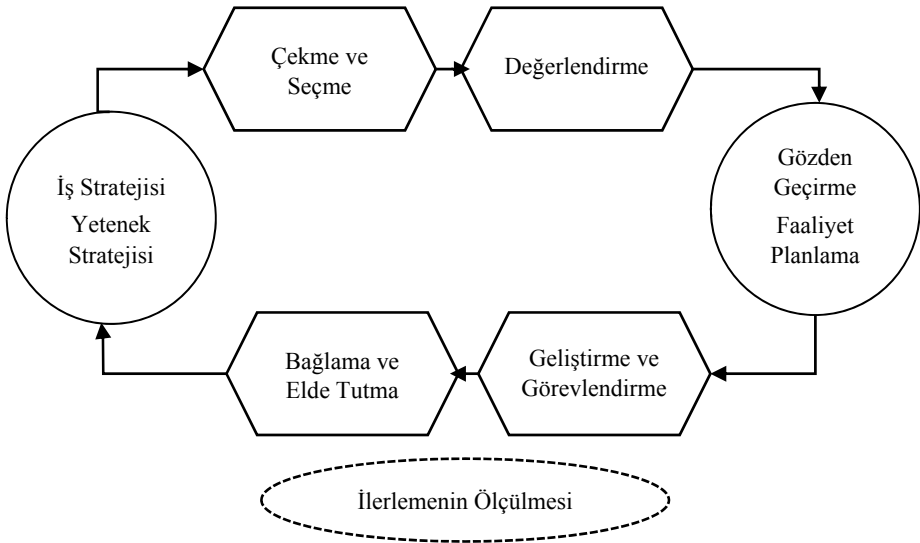 Çekme ve
Seçme
Değerlendirme
İş Stratejisi
Yetenek
Stratejisi
Gözden
Geçirme
Faaliyet
Planlama
Bağlama ve
Elde Tutma
Geliştirme ve
Görevlendirme
İlerlemenin Ölçülmesi